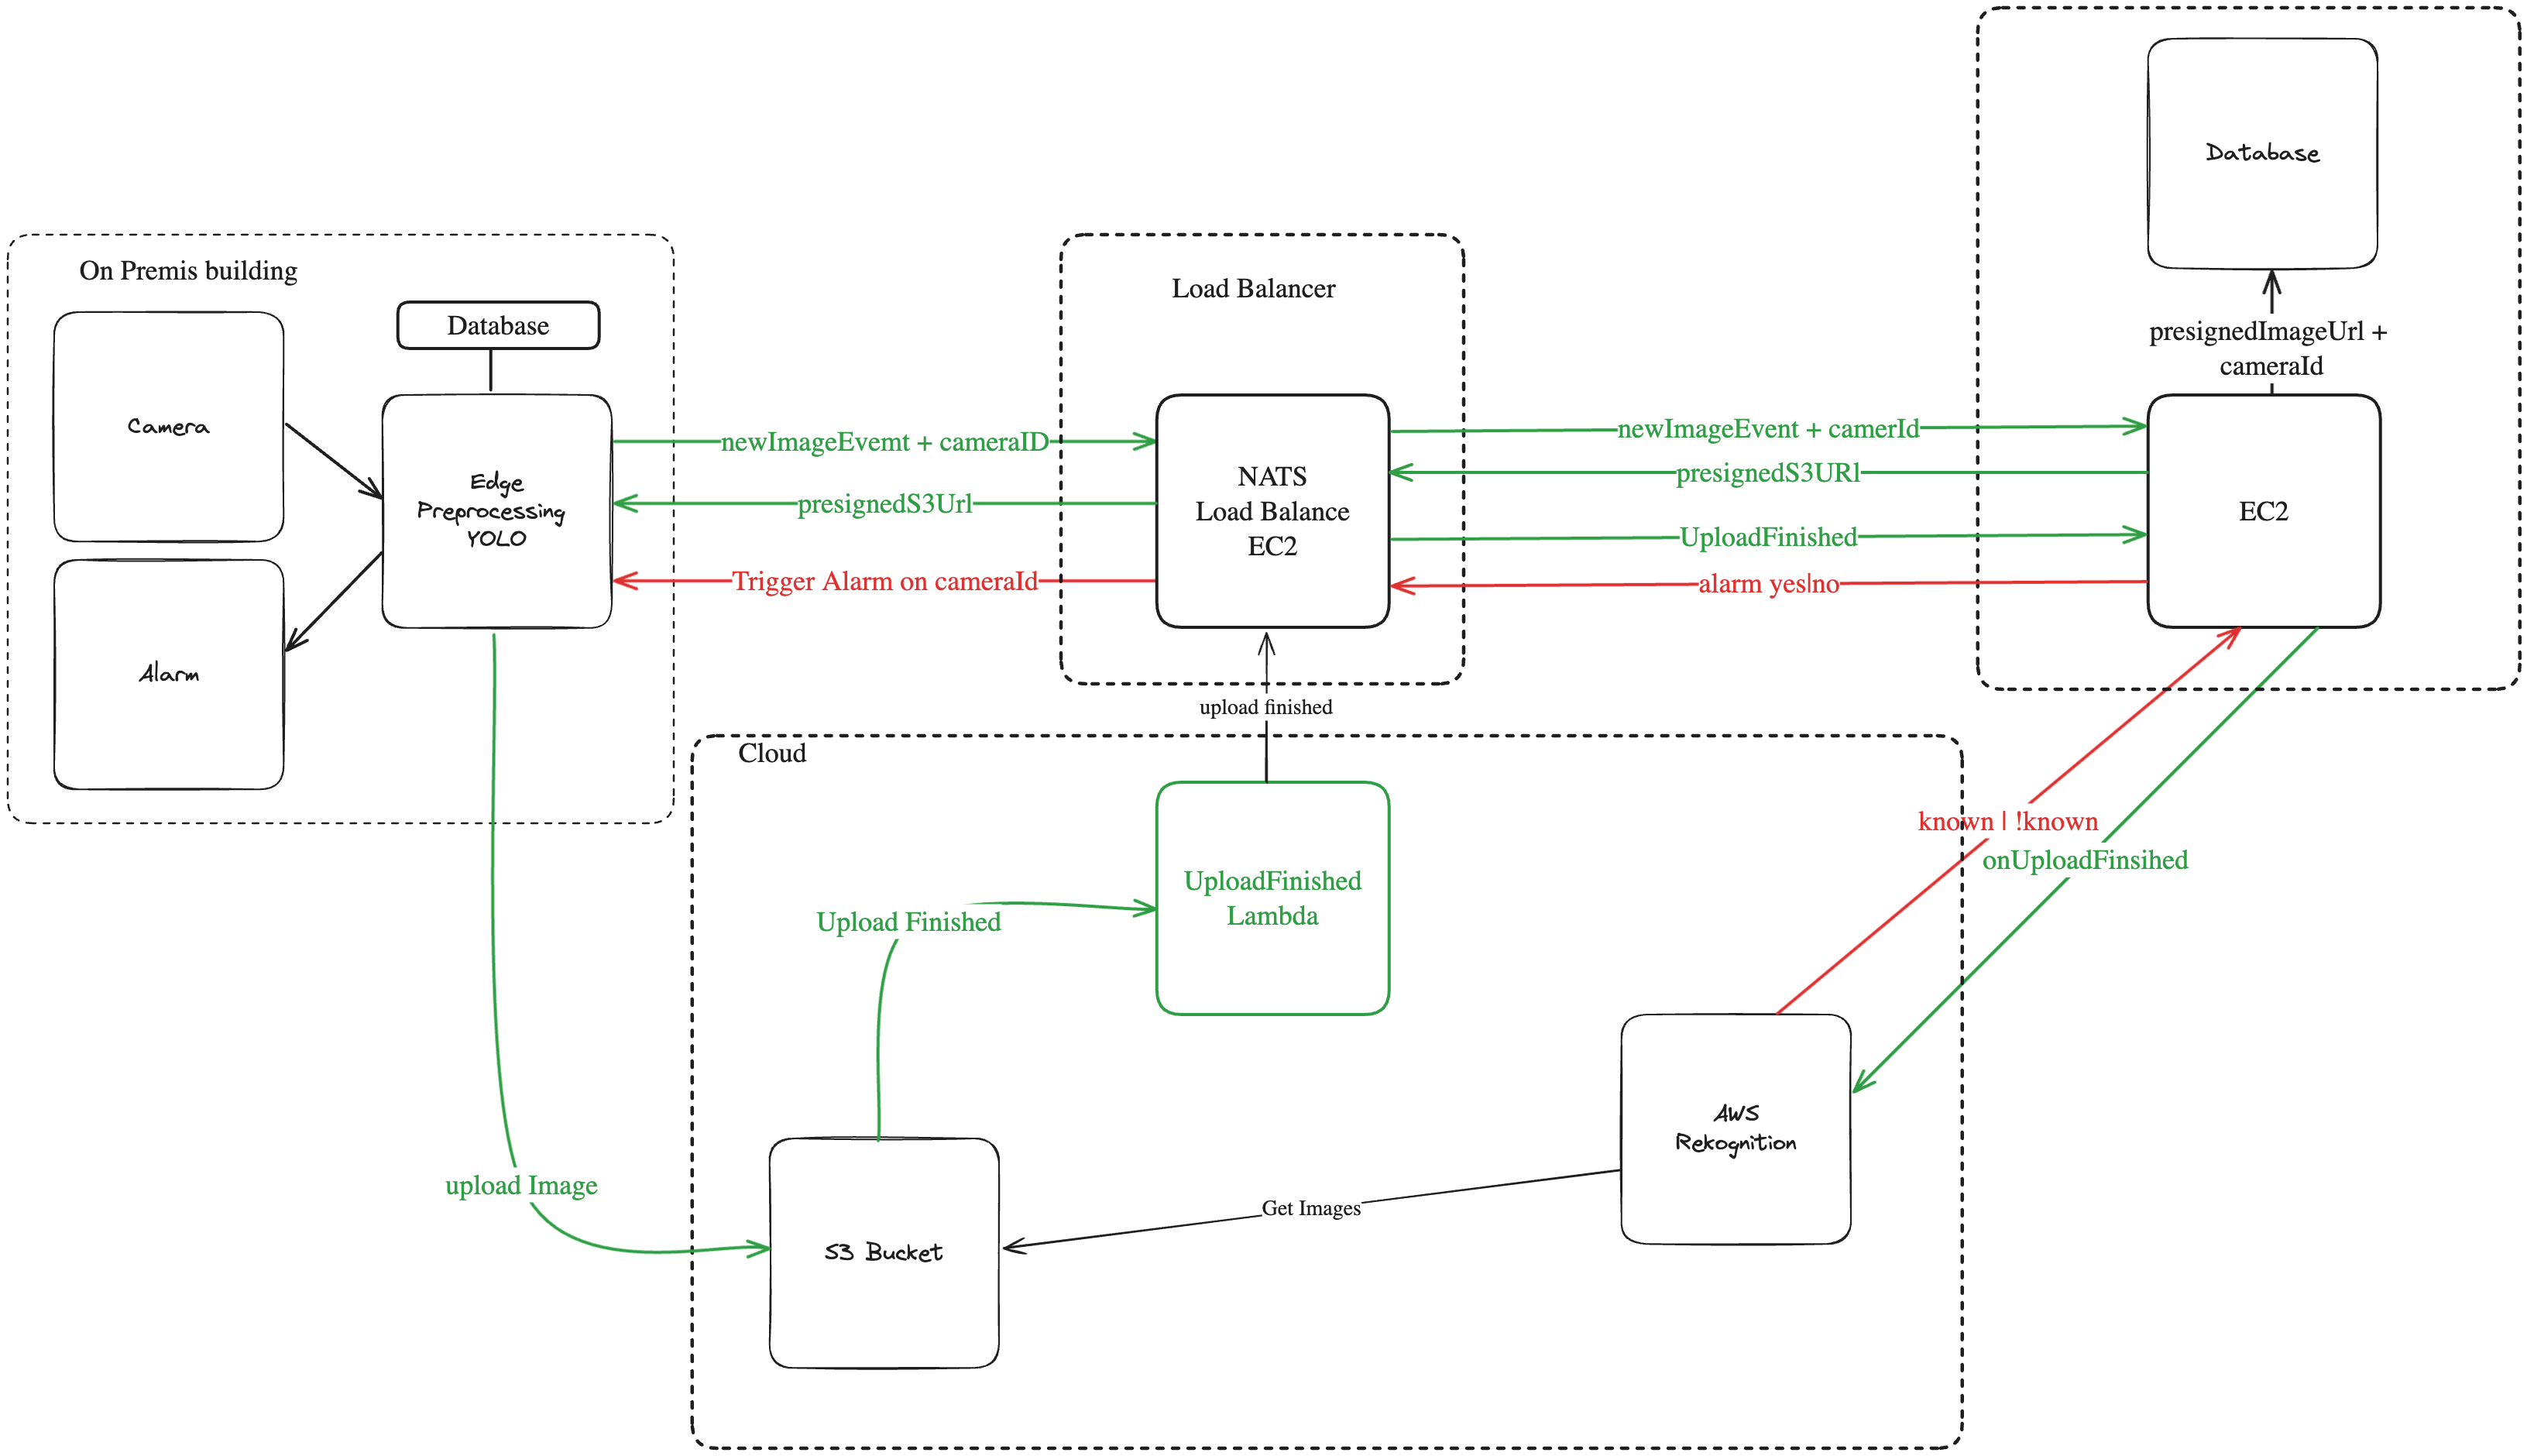 On Premis building
Camera
Alarm
Database
Edge
Preprocessing
YOLO
newImageEvemt + cameraID
presignedS3Url
Trigger Alarm on cameraId
Load Balancer
NATS
Load Balance
EC2
newImageEvent + camerId
presignedS3URl
UploadFinished
alarm yes|no
Database
presignedImageUrl +
cameraId
EC2
upload finished
Cloud
UploadFinished
Lambda
Upload Finished
known | !known
onUploadFinsihed
AWS
Rekognition
Get Images
upload Image
S3 Bucket